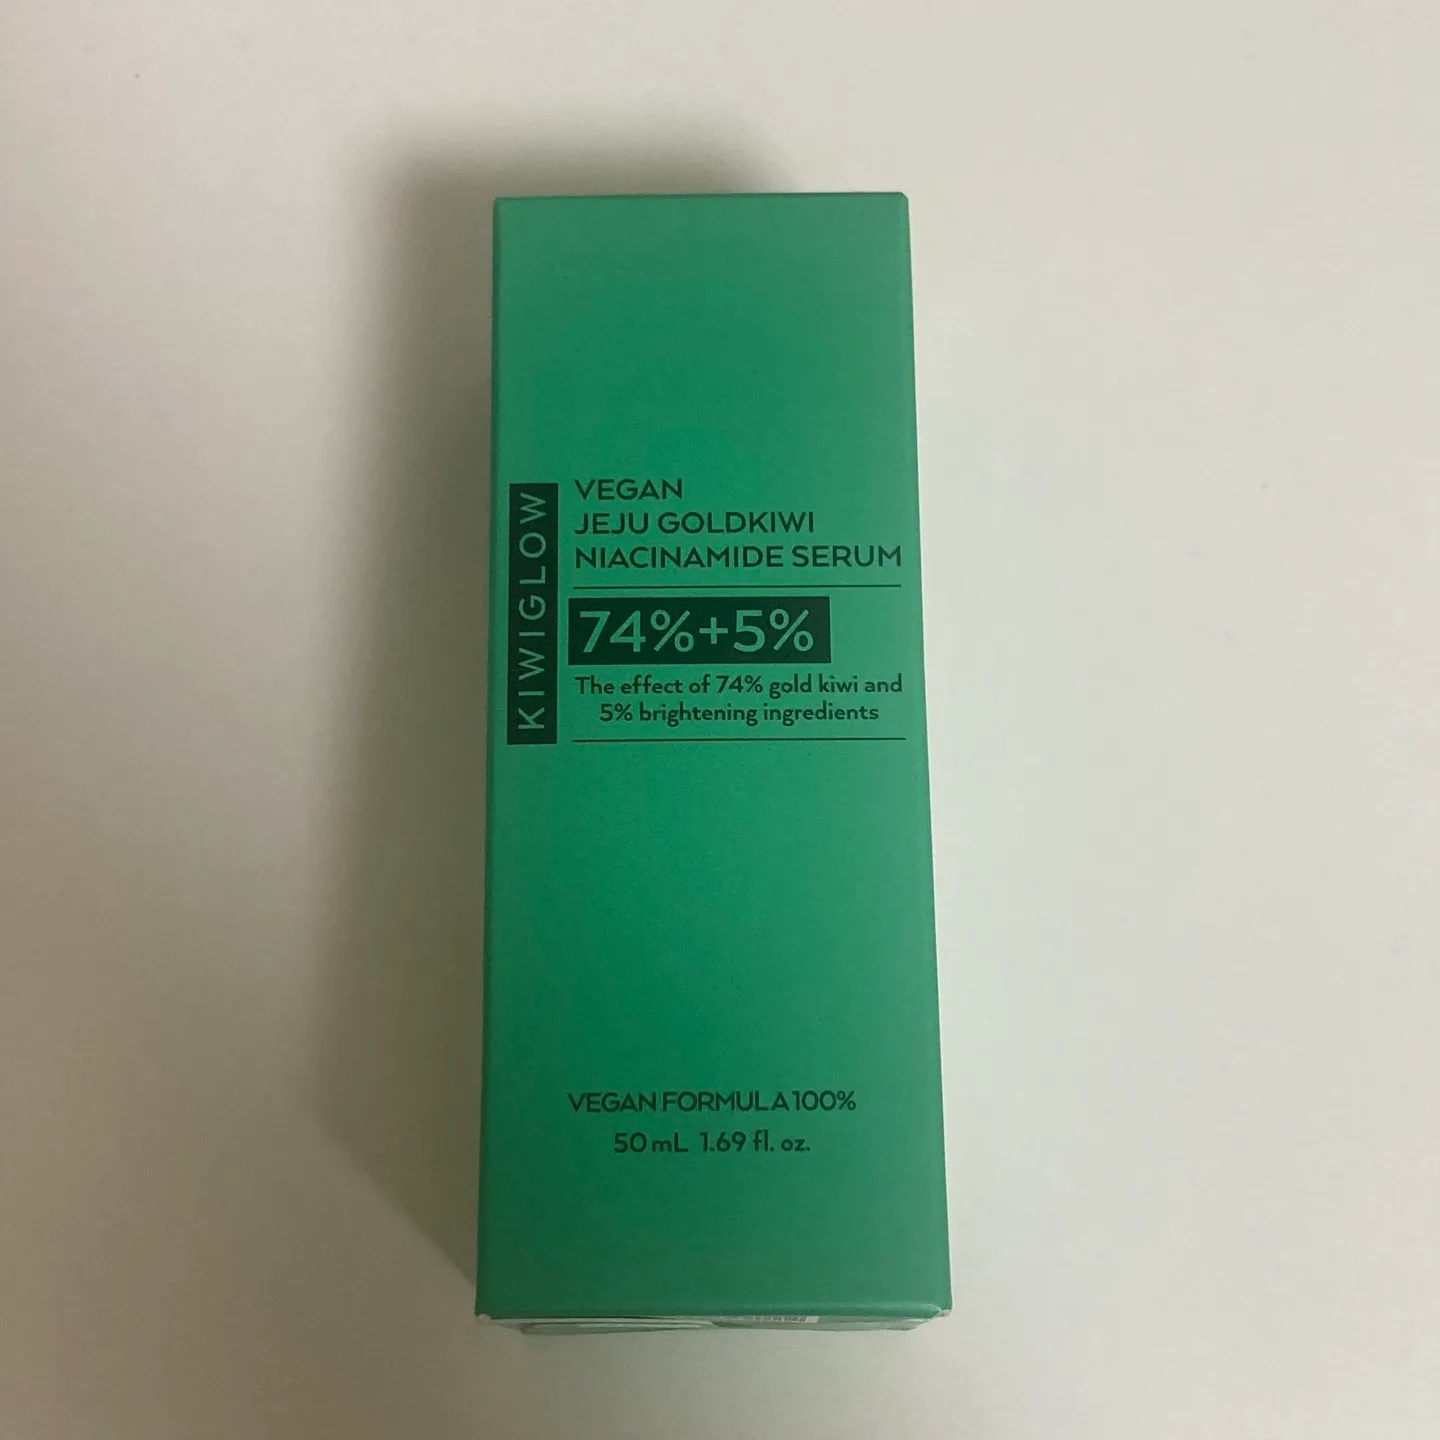 KIWIGLOW
VEGAN
JEJU GOLDKIWI
NIACINAMIDE SERUM
74%+5%
The effect of 74% gold kiwi and
5% brightening ingredients
VEGAN FORMULA 100%
50 mL 1.69 fl. oz.